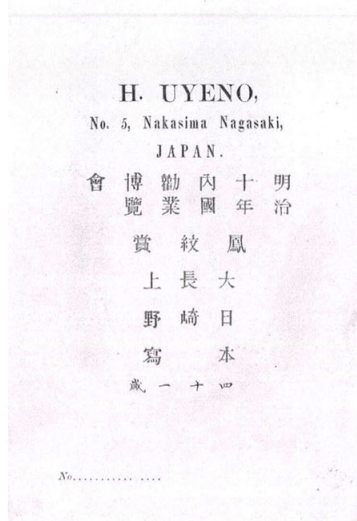 H. UYENO,
No. 5, Nakasima Nagasaki,
JAPAN.
明治十年內國勸業博覽會
鳳紋賞
大日本
長崎
上野寫
四十一歲
No...............